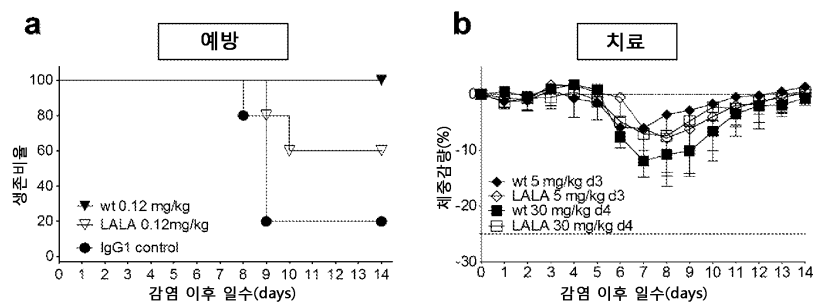 a
예방
생존비율
100
80
60
40
20
0
wt 0.12 mg/kg
LALA 0.12mg/kg
IgG1 control
0 1 2 3 4 5 6 7 8 9 10 11 12 13 14
감염 이후 일수(days)
b
치료
체중감량(%)
0
-10
-20
-30
wt 5 mg/kg d3
LALA 5 mg/kg d3
wt 30 mg/kg d4
LALA 30 mg/kg d4
0 1 2 3 4 5 6 7 8 9 10 11 12 13 14
감염 이후 일수(days)